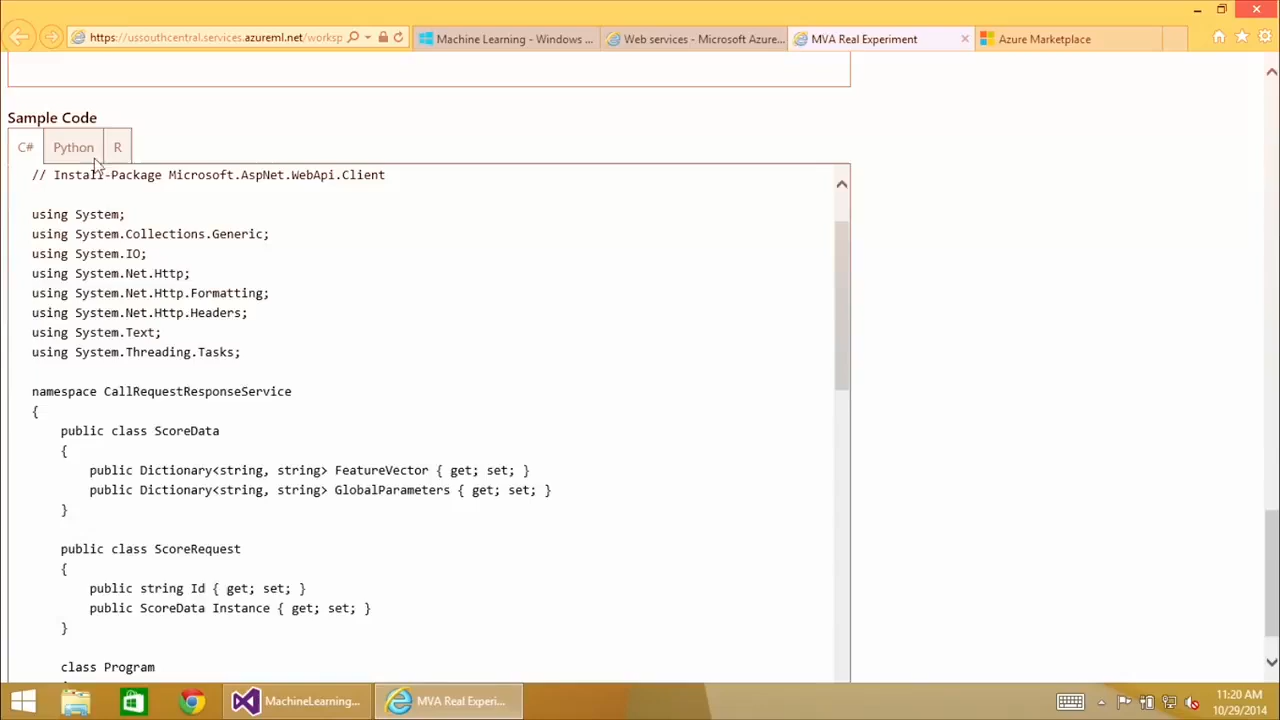 https://ussouthcentral.services.azureml.net/worksp
Machine Learning - Windows ...
Web services - Microsoft Azure...
MVA Real Experiment
Azure Marketplace
Sample Code
C#
Python
R
// Install-Package Microsoft.AspNet.WebApi.Client
using System;
using System.Collections.Generic;
using System.IO;
using System.Net.Http;
using System.Net.Http.Formatting;
using System.Net.Http.Headers;
using System.Text;
using System.Threading.Tasks;
namespace CallRequestResponseService
{
public class ScoreData
{
public Dictionary<string, string> FeatureVector { get; set; }
public Dictionary<string, string> GlobalParameters { get; set; }
}
public class ScoreRequest
{
public string Id { get; set; }
public ScoreData Instance { get; set; }
}
class Program
MachineLearning...
MVA Real Experi...
11:20 AM
10/29/2014